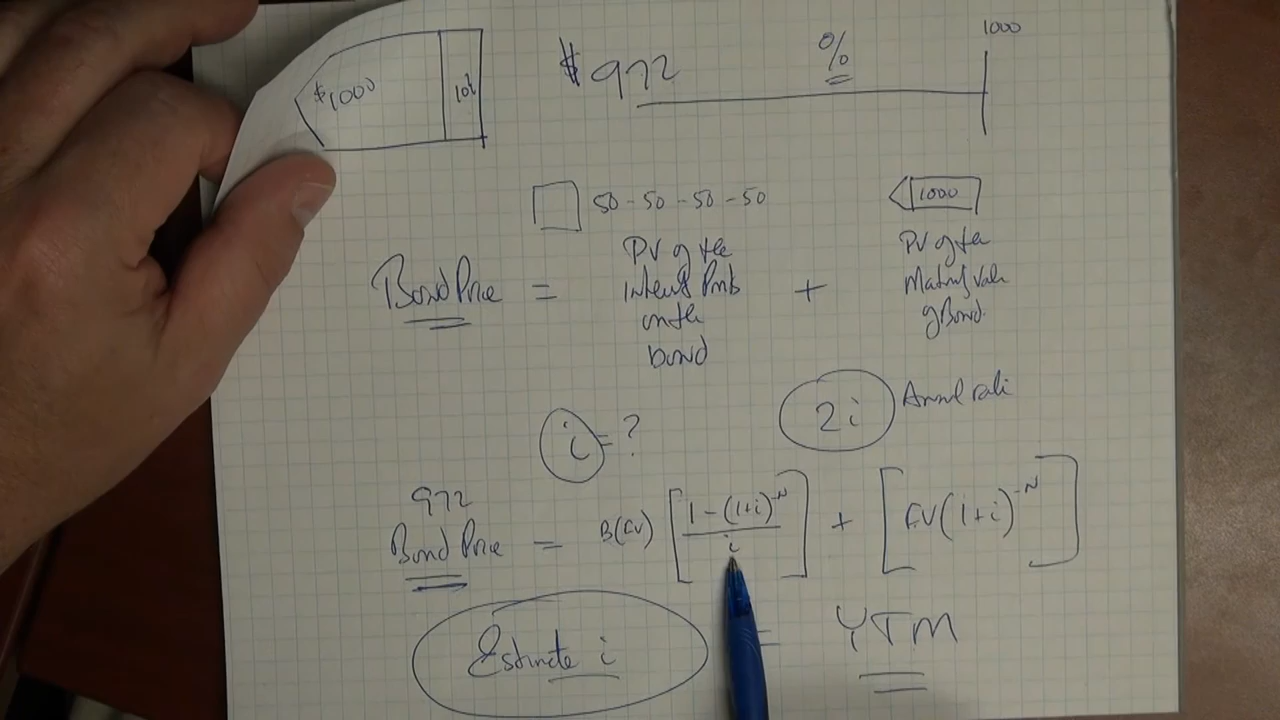 $1000 10%
$972 % 1000
50 - 50 - 50 - 50 1000
Bond Price = PV of the + PV of the
Interest Pmts
on the
bond
Maturity Value
of Bond.
i = ? 2i Annual rate
972
Bond Price = B(FV) [ 1-(1+i)^-N / i ] + [ FV(1+i)^-N ]
Estimate i = YTM